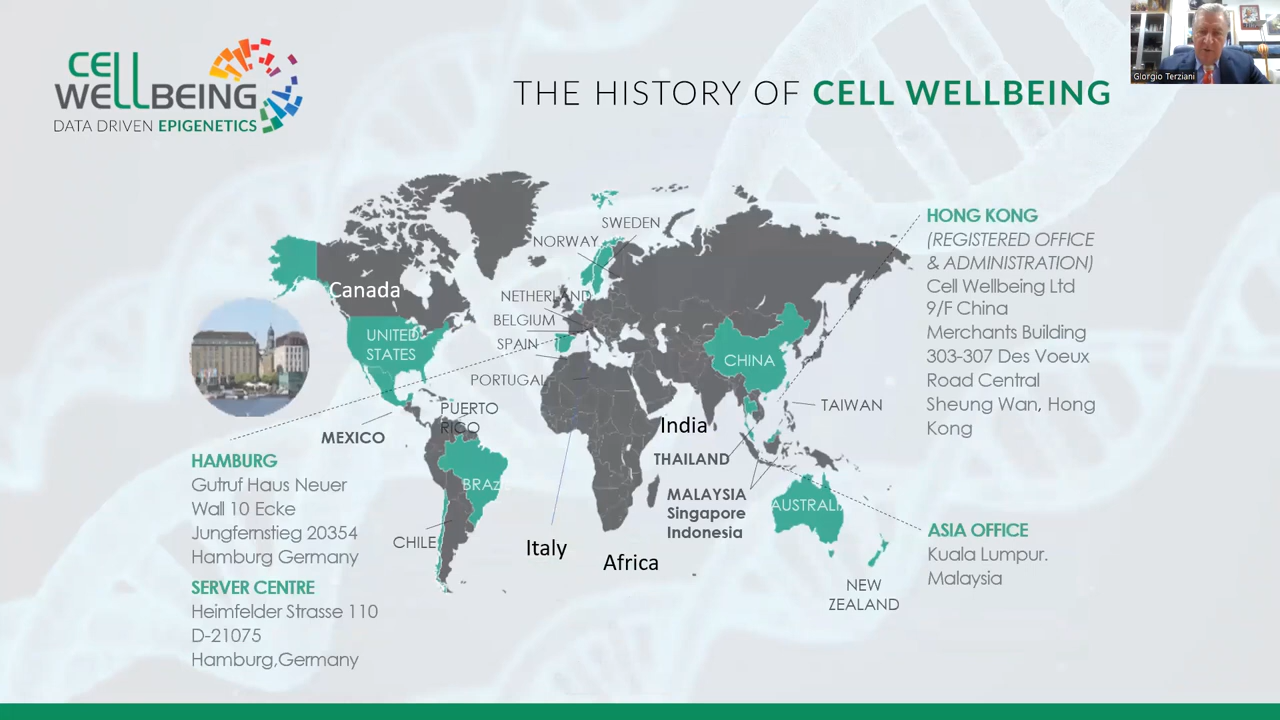 CELL
WELLBEING
DATA DRIVEN EPIGENETICS
THE HISTORY OF CELL WELLBEING
Giorgio Terziani
SWEDEN
NORWAY
Canada
NETHERLAND
BELGIUM
UNITED
STATES
SPAIN
CHINA
PORTUGAL
PUERTO
RICO
TAIWAN
India
MEXICO
THAILAND
BRAz
MALAYSIA
Singapore
Indonesia
AUSTRALI
CHILE
Italy
Africa
NEW
ZEALAND
HAMBURG
Gutruf Haus Neuer
Wall 10 Ecke
Jungfernstieg 20354
Hamburg Germany
SERVER CENTRE
Heimfelder Strasse 110
D-21075
Hamburg,Germany
HONG KONG
(REGISTERED OFFICE
& ADMINISTRATION)
Cell Wellbeing Ltd
9/F China
Merchants Building
303-307 Des Voeux
Road Central
Sheung Wan, Hong
Kong
ASIA OFFICE
Kuala Lumpur.
Malaysia